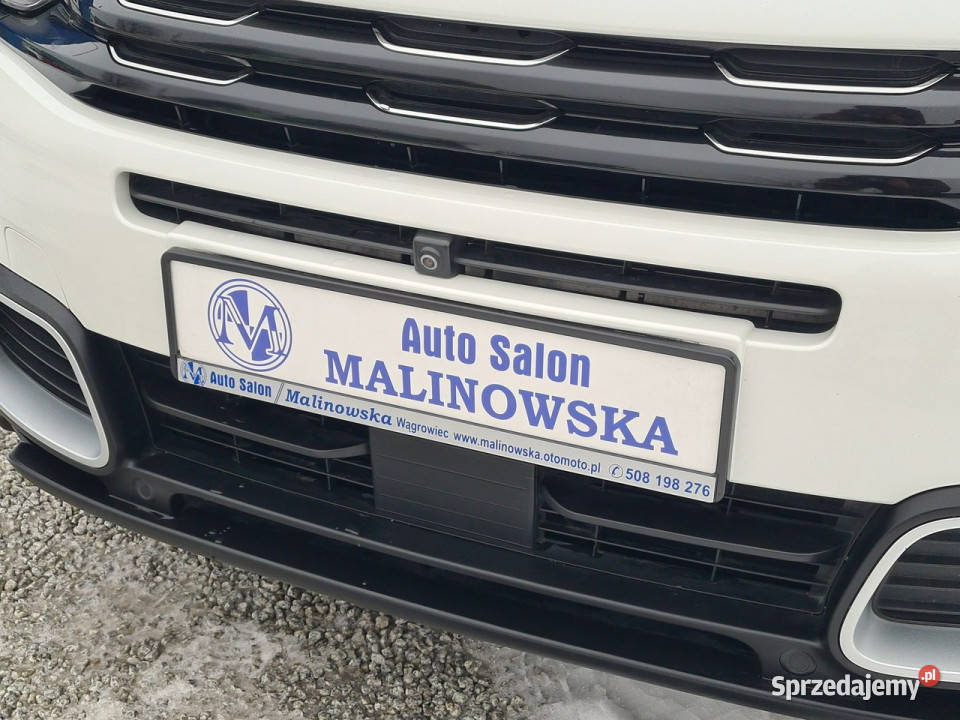 M
Auto Salon
MALINOWSKA
M Auto Salon / Malinowska Wągrowiec www.malinowska.otomoto.pl ✆508 198 276
Sprzedajemy.pl